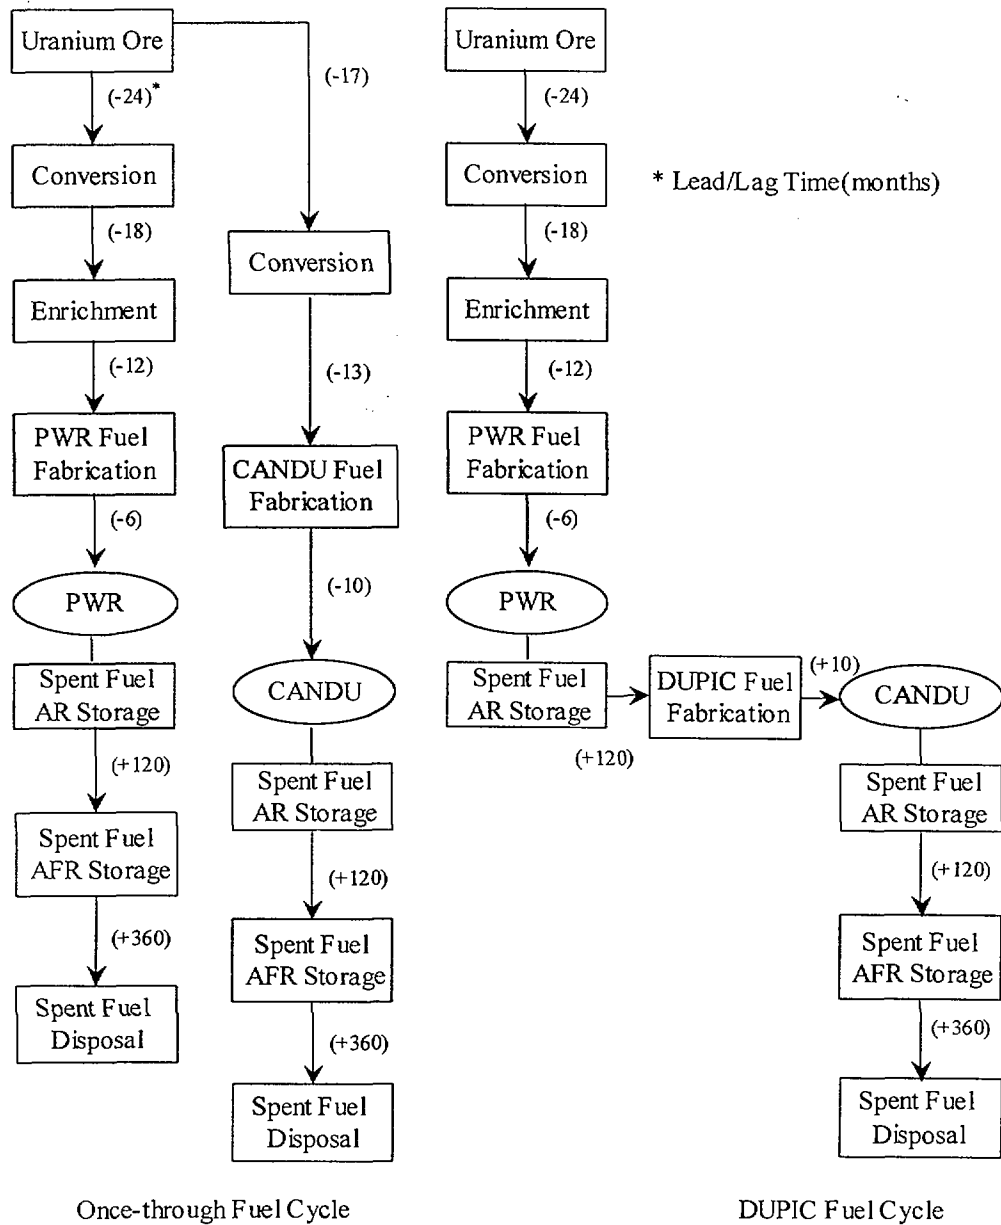 Uranium Ore
(-24)*
Conversion
(-18)
Enrichment
(-12)
PWR Fuel
Fabrication
(-6)
PWR
Spent Fuel
AR Storage
(+120)
Spent Fuel
AFR Storage
(+360)
Spent Fuel
Disposal
(-17)
Conversion
(-13)
CANDU Fuel
Fabrication
(-10)
CANDU
Spent Fuel
AR Storage
(+120)
Spent Fuel
AFR Storage
(+360)
Spent Fuel
Disposal
Once-through Fuel Cycle
Uranium Ore
(-24)
Conversion
(-18)
Enrichment
(-12)
PWR Fuel
Fabrication
(-6)
PWR
Spent Fuel
AR Storage
(+120)
DUPIC Fuel
Fabrication
(+10)
CANDU
Spent Fuel
AR Storage
(+120)
Spent Fuel
AFR Storage
(+360)
Spent Fuel
Disposal
DUPIC Fuel Cycle
* Lead/Lag Time(months)